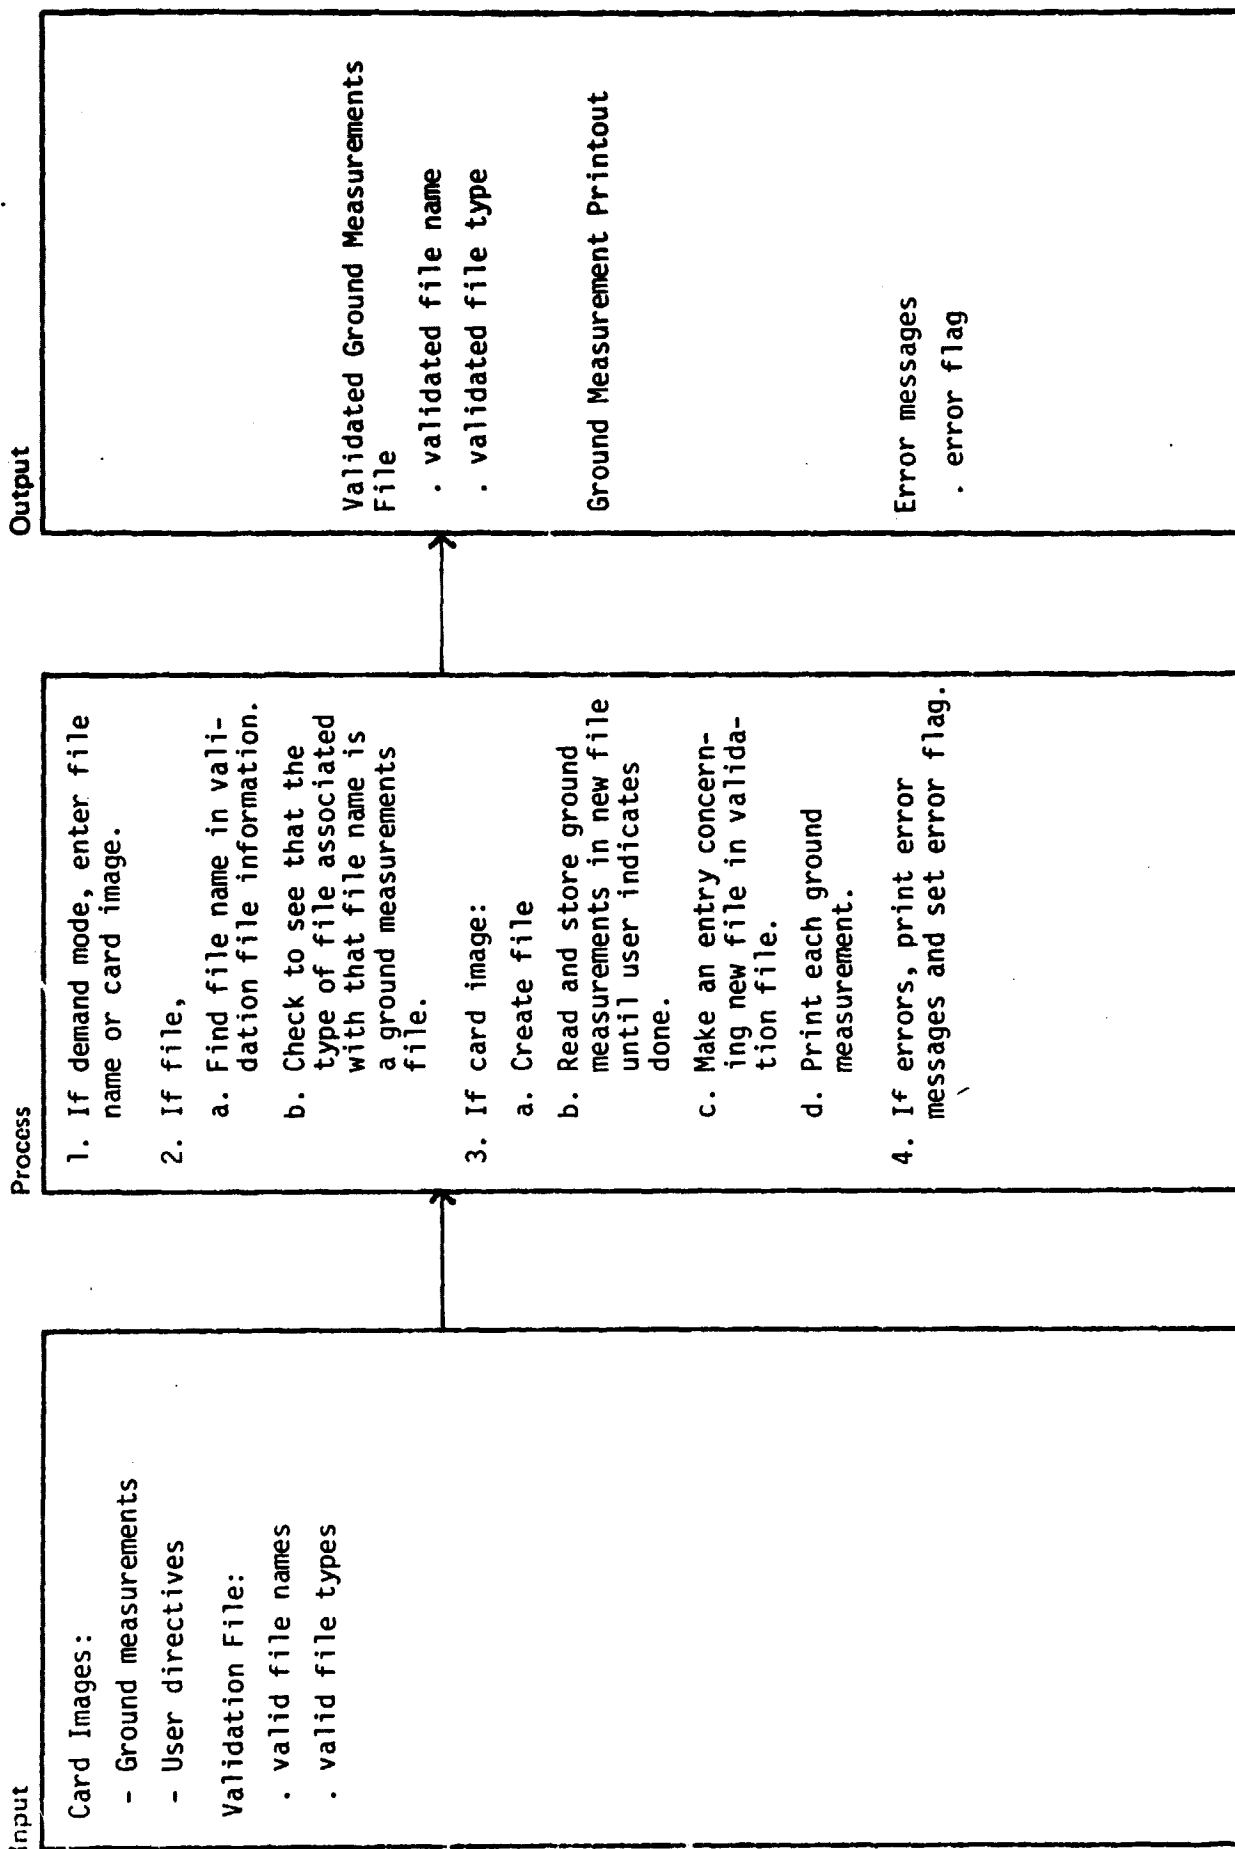 Input
Card Images:
- Ground measurements
- User directives
Validation File:
. valid file names
. valid file types
Process
1. If demand mode, enter file
name or card image.
2. If file,
a. Find file name in vali-
dation file information.
b. Check to see that the
type of file associated
with that file name is
a ground measurements
file.
3. If card image:
a. Create file
b. Read and store ground
measurements in new file
until user indicates
done.
c. Make an entry concern-
ing new file in valida-
tion file.
d. Print each ground
measurement.
4. If errors, print error
messages and set error flag.
Output
Validated Ground Measurements
File
. validated file name
. validated file type
Ground Measurement Printout
Error messages
. error flag